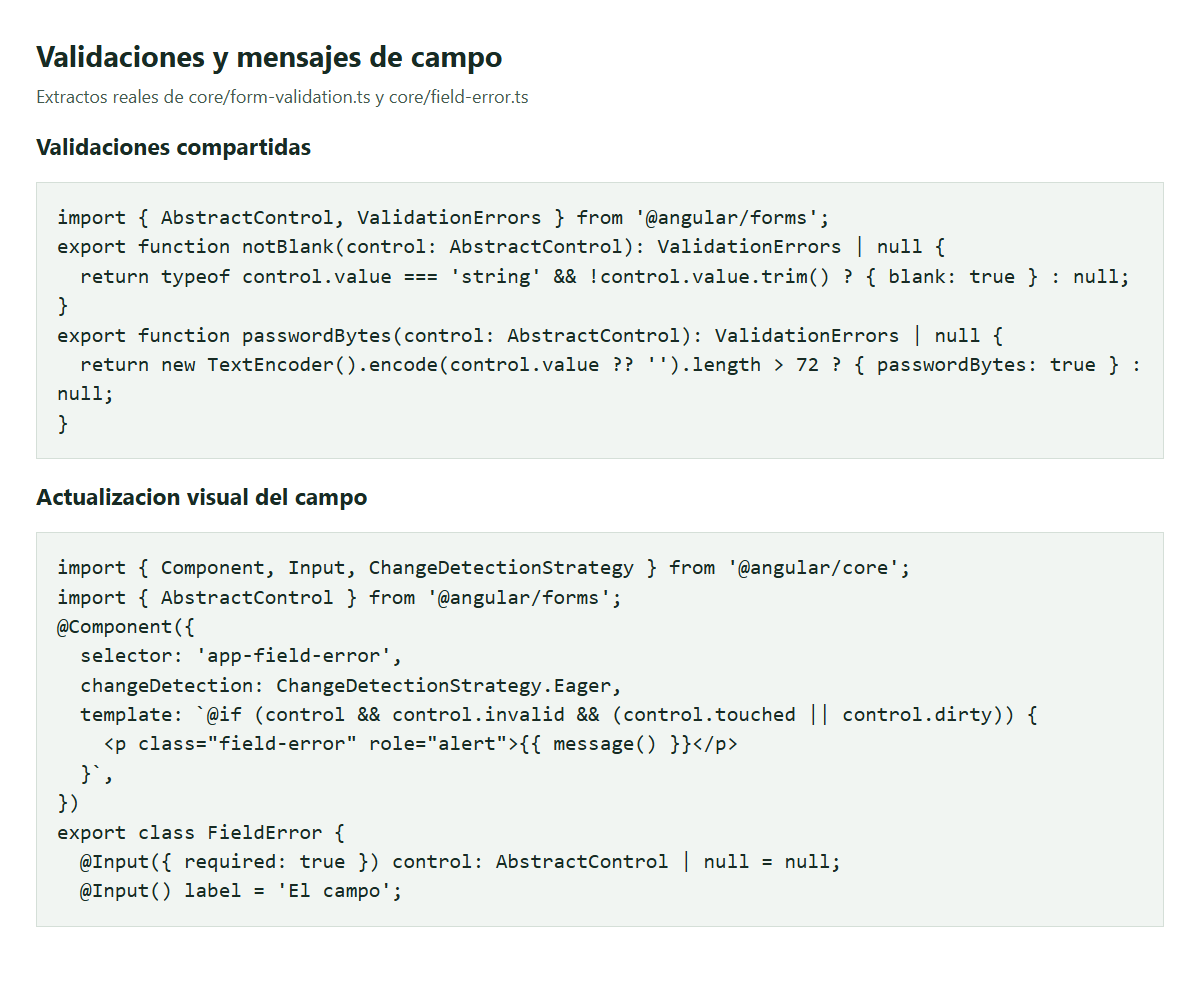 Validaciones y mensajes de campo
Extractos reales de core/form-validation.ts y core/field-error.ts
Validaciones compartidas
import { AbstractControl, ValidationErrors } from '@angular/forms';
export function notBlank(control: AbstractControl): ValidationErrors | null {
  return typeof control.value === 'string' && !control.value.trim() ? { blank: true } : null;
}
export function passwordBytes(control: AbstractControl): ValidationErrors | null {
  return new TextEncoder().encode(control.value ?? '').length > 72 ? { passwordBytes: true } :
null;
}
Actualizacion visual del campo
import { Component, Input, ChangeDetectionStrategy } from '@angular/core';
import { AbstractControl } from '@angular/forms';
@Component({
  selector: 'app-field-error',
  changeDetection: ChangeDetectionStrategy.Eager,
  template: `@if (control && control.invalid && (control.touched || control.dirty)) {
    <p class="field-error" role="alert">{{ message() }}</p>
  }`,
})
export class FieldError {
  @Input({ required: true }) control: AbstractControl | null = null;
  @Input() label = 'El campo';